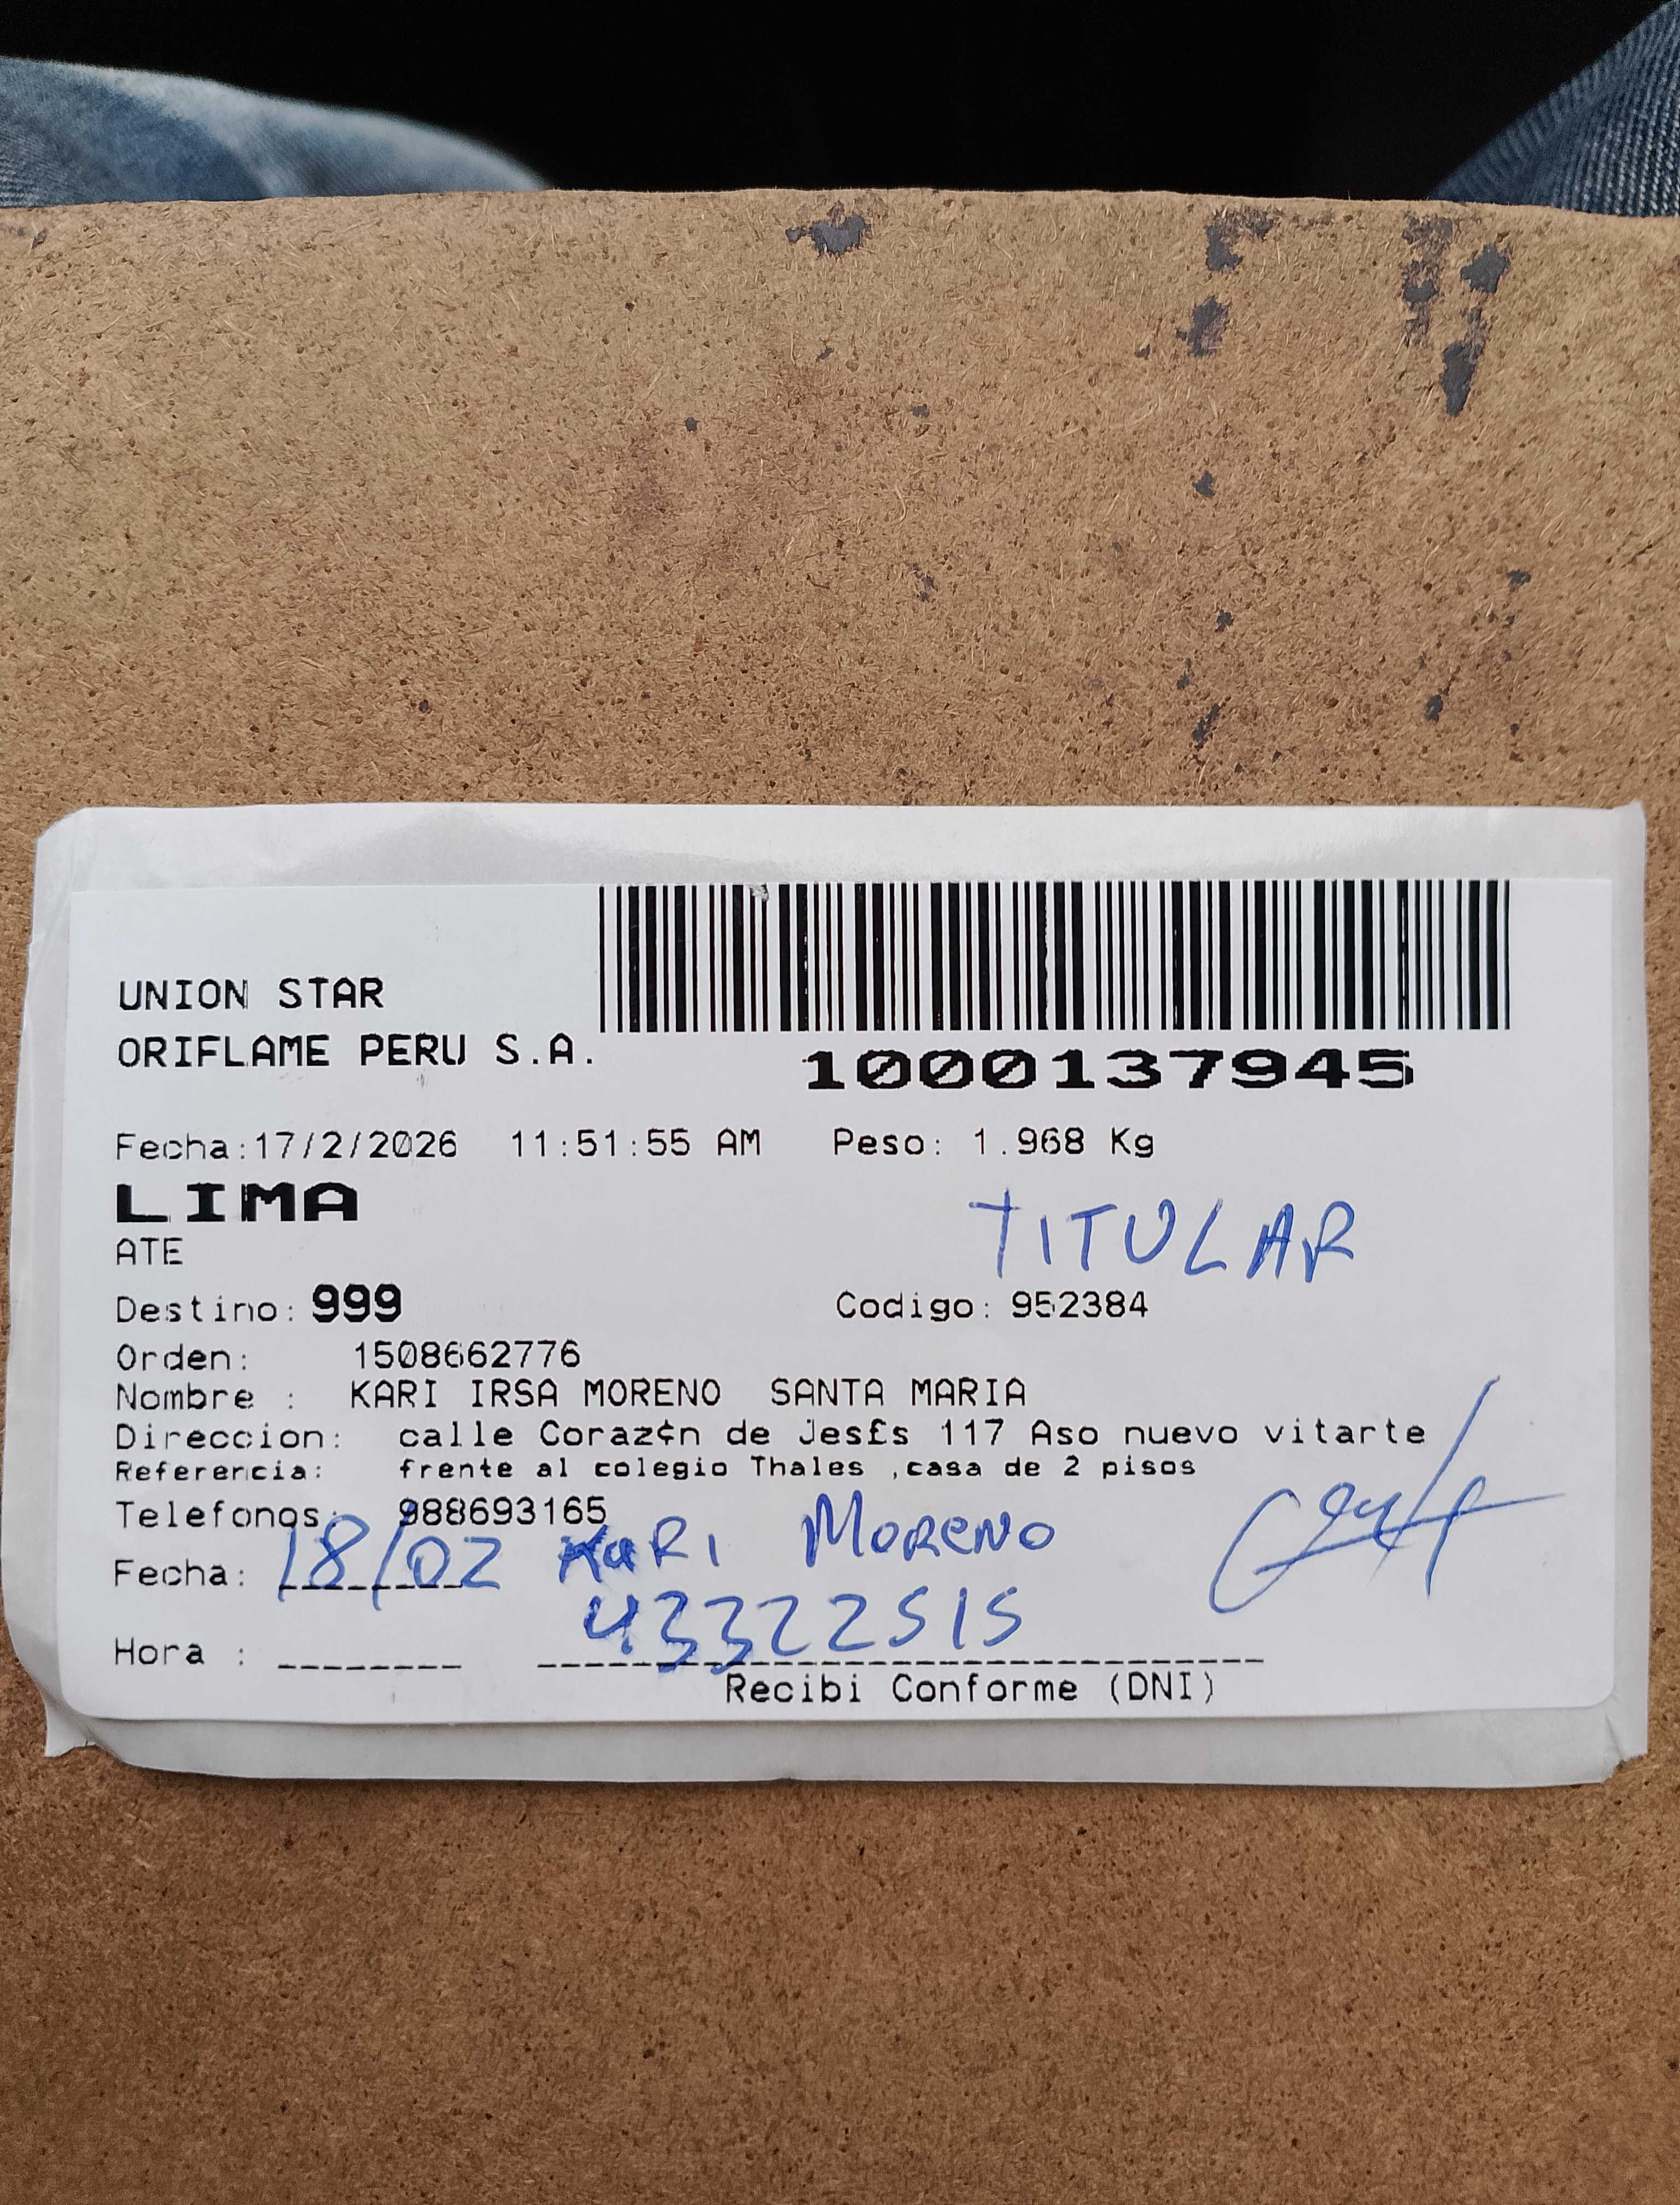 UNION STAR
ORIFLAME PERU S.A.
1000137945
Fecha:17/2/2026 11:51:55 AM Peso: 1.968 Kg
LIMA
TITULAR
ATE
Destino: 999 Codigo: 952384
Orden: 1508662776
Nombre : KARI IRSA MORENO SANTA MARIA
Direccion: calle Coraz¢n de Jes£s 117 Aso nuevo vitarte
Referencia: frente al colegio Thales ,casa de 2 pisos
Telefonos: 988693165
Fecha: 18/02 KARI MORENO
43322515
Hora :
Recibi Conforme (DNI)